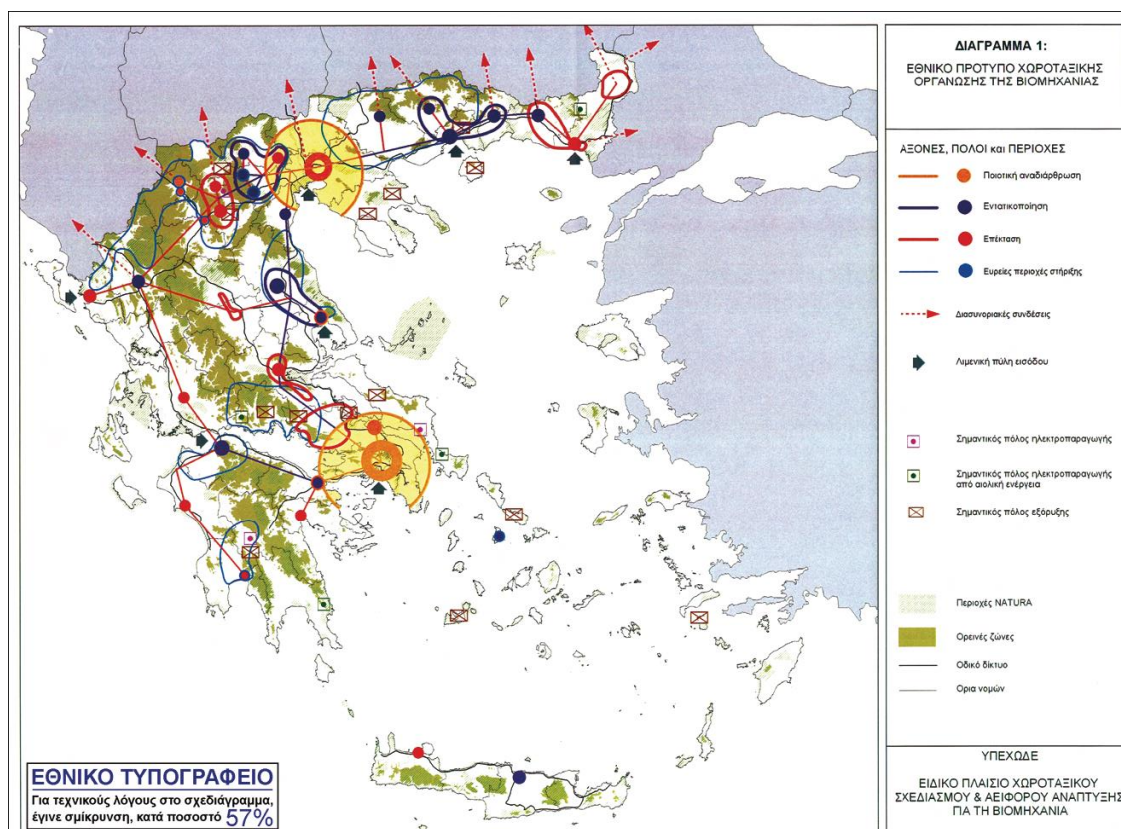 ΔΙΑΓΡΑΜΜΑ 1:
ΕΘΝΙΚΟ ΠΡΟΤΥΠΟ ΧΩΡΟΤΑΞΙΚΗΣ
ΟΡΓΑΝΩΣΗΣ ΤΗΣ ΒΙΟΜΗΧΑΝΙΑΣ
ΑΞΟΝΕΣ, ΠΟΛΟΙ και ΠΕΡΙΟΧΕΣ
Ποιοτική αναδιάρθρωση
Εντατικοποίηση
Επέκταση
Ευρείες περιοχές στήριξης
Διασυνοριακές συνδέσεις
Λιμενική πύλη εισόδου
Σημαντικός πόλος ηλεκτροπαραγωγής
Σημαντικός πόλος ηλεκτροπαραγωγής
από αιολική ενέργεια
Σημαντικός πόλος εξόρυξης
Περιοχές NATURA
Ορεινές ζώνες
Οδικό δίκτυο
Ορια νομών
ΥΠΕΧΩΔΕ
ΕΙΔΙΚΟ ΠΛΑΙΣΙΟ ΧΩΡΟΤΑΞΙΚΟΥ
ΣΧΕΔΙΑΣΜΟΥ & ΑΕΙΦΟΡΟΥ ΑΝΑΠΤΥΞΗΣ
ΓΙΑ ΤΗ ΒΙΟΜΗΧΑΝΙΑ
ΕΘΝΙΚΟ ΤΥΠΟΓΡΑΦΕΙΟ
Για τεχνικούς λόγους στο σχεδιάγραμμα,
έγινε σμίκρυνση, κατά ποσοστό 57%